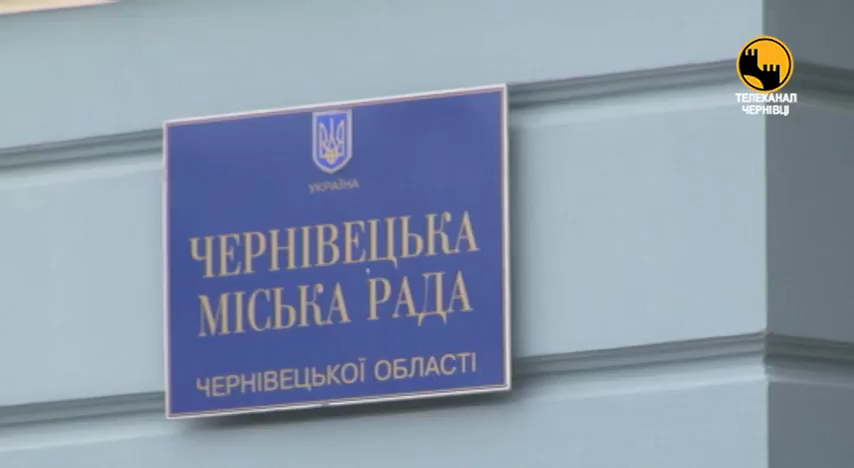 ТЕЛЕКАНАЛ
ЧЕРНІВЦІ
УКРАЇНА
ЧЕРНІВЕЦЬКА
МІСЬКА РАДА
ЧЕРНІВЕЦЬКОЇ ОБЛАСТІ